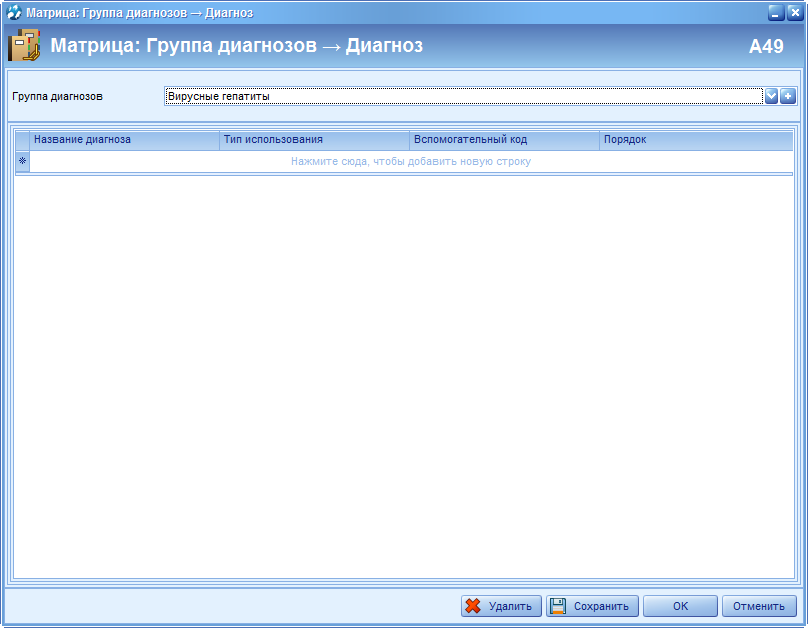 Матрица: Группа диагнозов → Диагноз
Матрица: Группа диагнозов → Диагноз A49
Группа диагнозов Вирусные гепатиты
Название диагноза Тип использования Вспомогательный код Порядок
Нажмите сюда, чтобы добавить новую строку
Удалить Сохранить OK Отменить